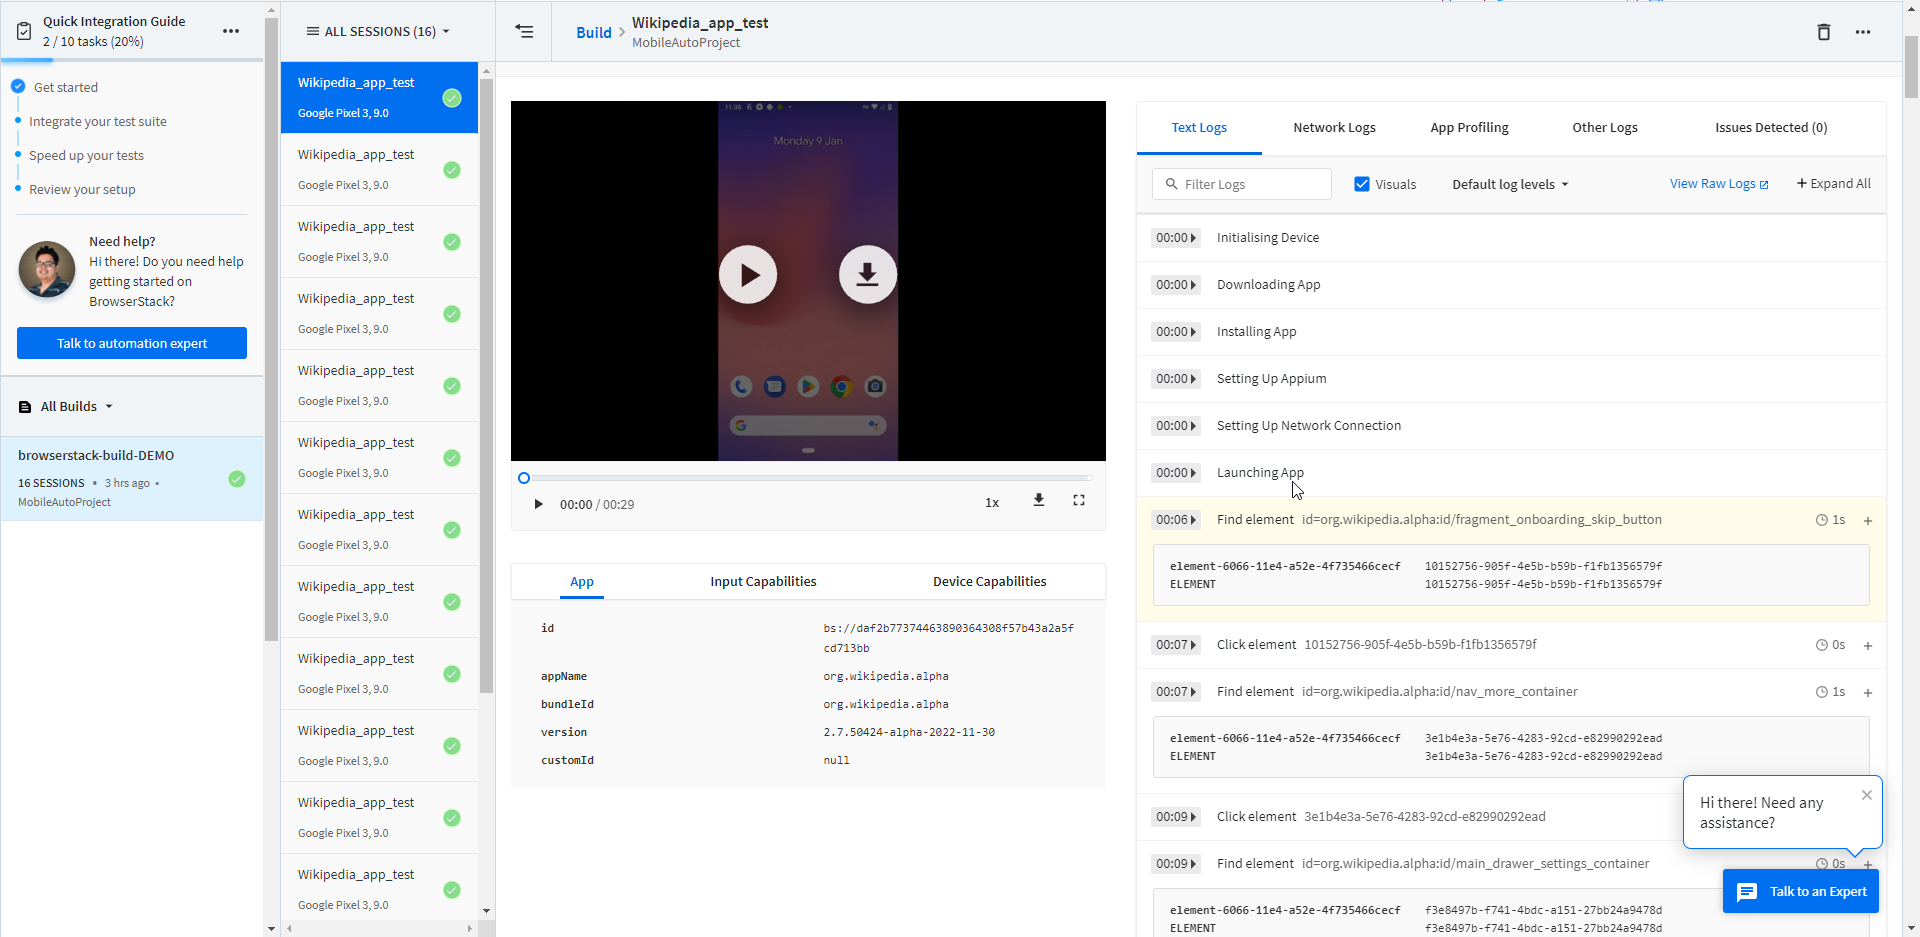 Quick Integration Guide
2 / 10 tasks (20%)
Get started
Integrate your test suite
Speed up your tests
Review your setup
Need help?
Hi there! Do you need help
getting started on
BrowserStack?
Talk to automation expert
All Builds
browserstack-build-DEMO
16 SESSIONS • 3 hrs ago •
MobileAutoProject
ALL SESSIONS (16)
Wikipedia_app_test
Google Pixel 3, 9.0
Wikipedia_app_test
Google Pixel 3, 9.0
Wikipedia_app_test
Google Pixel 3, 9.0
Wikipedia_app_test
Google Pixel 3, 9.0
Wikipedia_app_test
Google Pixel 3, 9.0
Wikipedia_app_test
Google Pixel 3, 9.0
Wikipedia_app_test
Google Pixel 3, 9.0
Wikipedia_app_test
Google Pixel 3, 9.0
Wikipedia_app_test
Google Pixel 3, 9.0
Wikipedia_app_test
Google Pixel 3, 9.0
Wikipedia_app_test
Google Pixel 3, 9.0
Wikipedia_app_test
Google Pixel 3, 9.0
Build > Wikipedia_app_test
MobileAutoProject
11:38
Monday 9 Jan
00:00 / 00:29
1x
App Input Capabilities Device Capabilities
id bs://daf2b77374463890364308f57b43a2a5f
cd713bb
appName org.wikipedia.alpha
bundleId org.wikipedia.alpha
version 2.7.50424-alpha-2022-11-30
customId null
Text Logs Network Logs App Profiling Other Logs Issues Detected (0)
Filter Logs Visuals Default log levels View Raw Logs + Expand All
00:00 Initialising Device
00:00 Downloading App
00:00 Installing App
00:00 Setting Up Appium
00:00 Setting Up Network Connection
00:00 Launching App
00:06 Find element id=org.wikipedia.alpha:id/fragment_onboarding_skip_button 1s +
element-6066-11e4-a52e-4f735466cecf 10152756-905f-4e5b-b59b-f1fb1356579f
ELEMENT 10152756-905f-4e5b-b59b-f1fb1356579f
00:07 Click element 10152756-905f-4e5b-b59b-f1fb1356579f 0s +
00:07 Find element id=org.wikipedia.alpha:id/nav_more_container 1s +
element-6066-11e4-a52e-4f735466cecf 3e1b4e3a-5e76-4283-92cd-e82990292ead
ELEMENT 3e1b4e3a-5e76-4283-92cd-e82990292ead
00:09 Click element 3e1b4e3a-5e76-4283-92cd-e82990292ead
00:09 Find element id=org.wikipedia.alpha:id/main_drawer_settings_container 0s +
element-6066-11e4-a52e-4f735466cecf f3e8497b-f741-4bdc-a151-27bb24a9478d
ELEMENT f3e8497b-f741-4bdc-a151-27bb24a9478d
Hi there! Need any
assistance?
Talk to an Expert